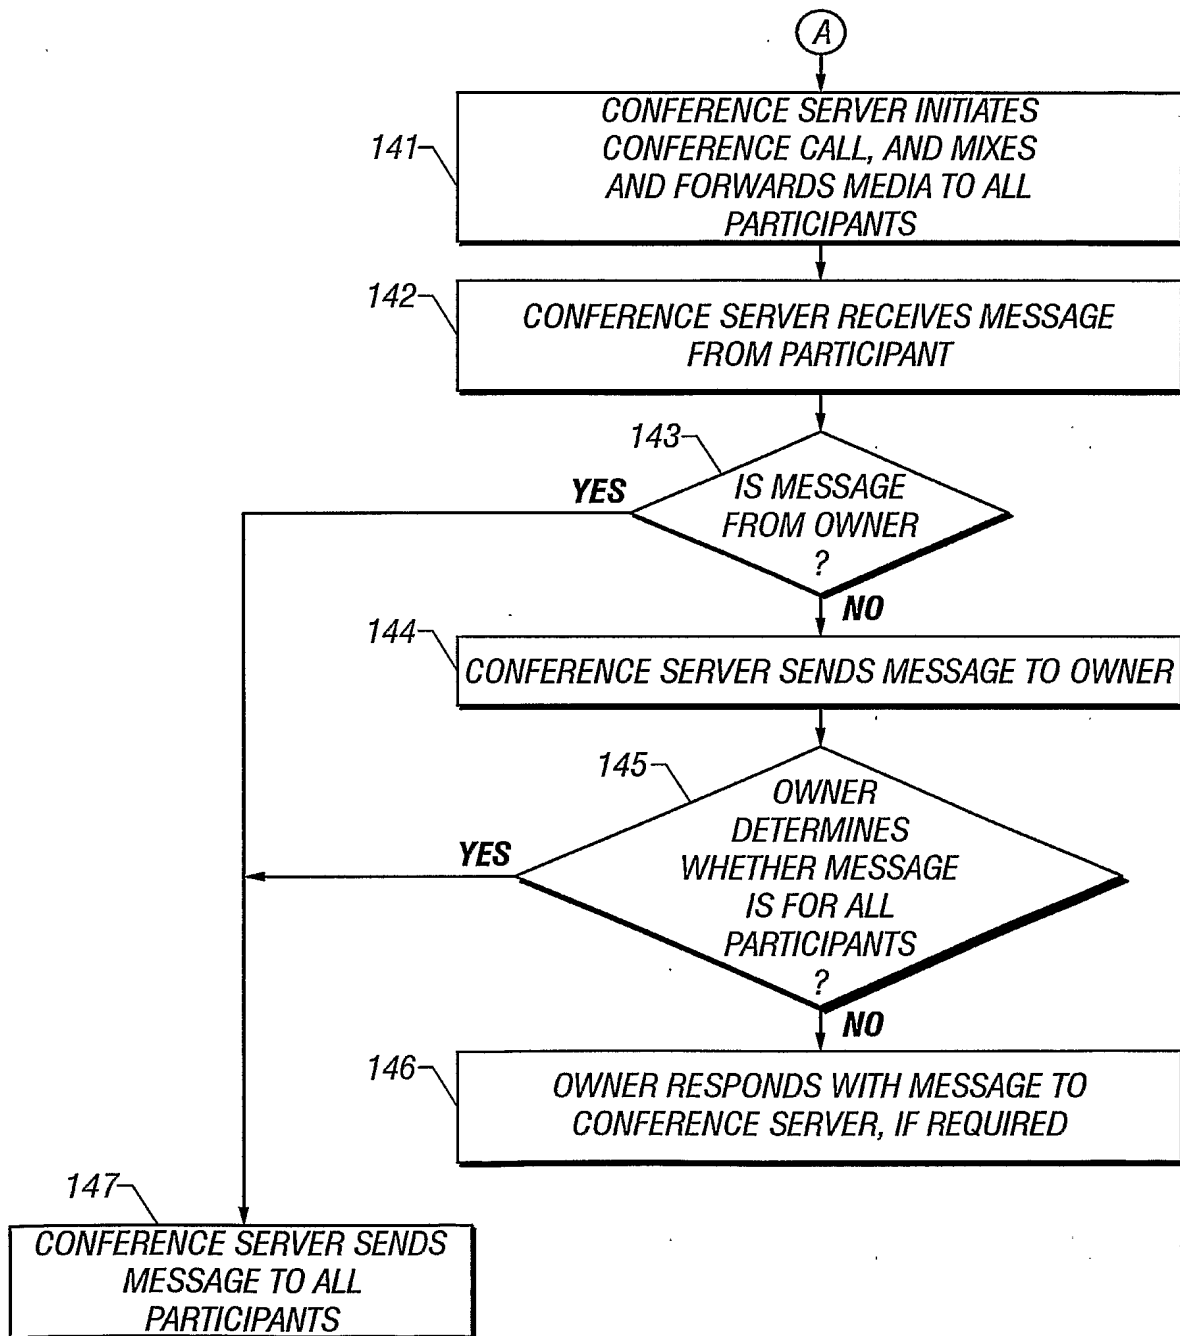 A
141
CONFERENCE SERVER INITIATES
CONFERENCE CALL, AND MIXES
AND FORWARDS MEDIA TO ALL
PARTICIPANTS
142
CONFERENCE SERVER RECEIVES MESSAGE
FROM PARTICIPANT
143
YES
IS MESSAGE
FROM OWNER
?
NO
144
CONFERENCE SERVER SENDS MESSAGE TO OWNER
145
YES
OWNER
DETERMINES
WHETHER MESSAGE
IS FOR ALL
PARTICIPANTS
?
NO
146
OWNER RESPONDS WITH MESSAGE TO
CONFERENCE SERVER, IF REQUIRED
147
CONFERENCE SERVER SENDS
MESSAGE TO ALL
PARTICIPANTS